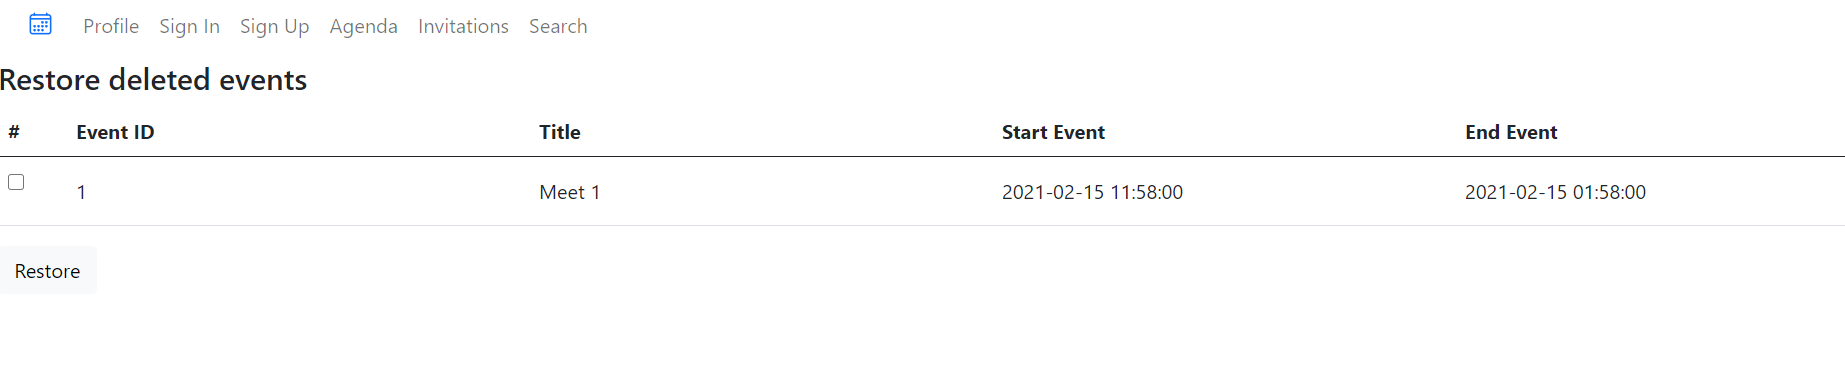 Profile Sign In Sign Up Agenda Invitations Search
Restore deleted events
# Event ID Title Start Event End Event
1 Meet 1 2021-02-15 11:58:00 2021-02-15 01:58:00
Restore